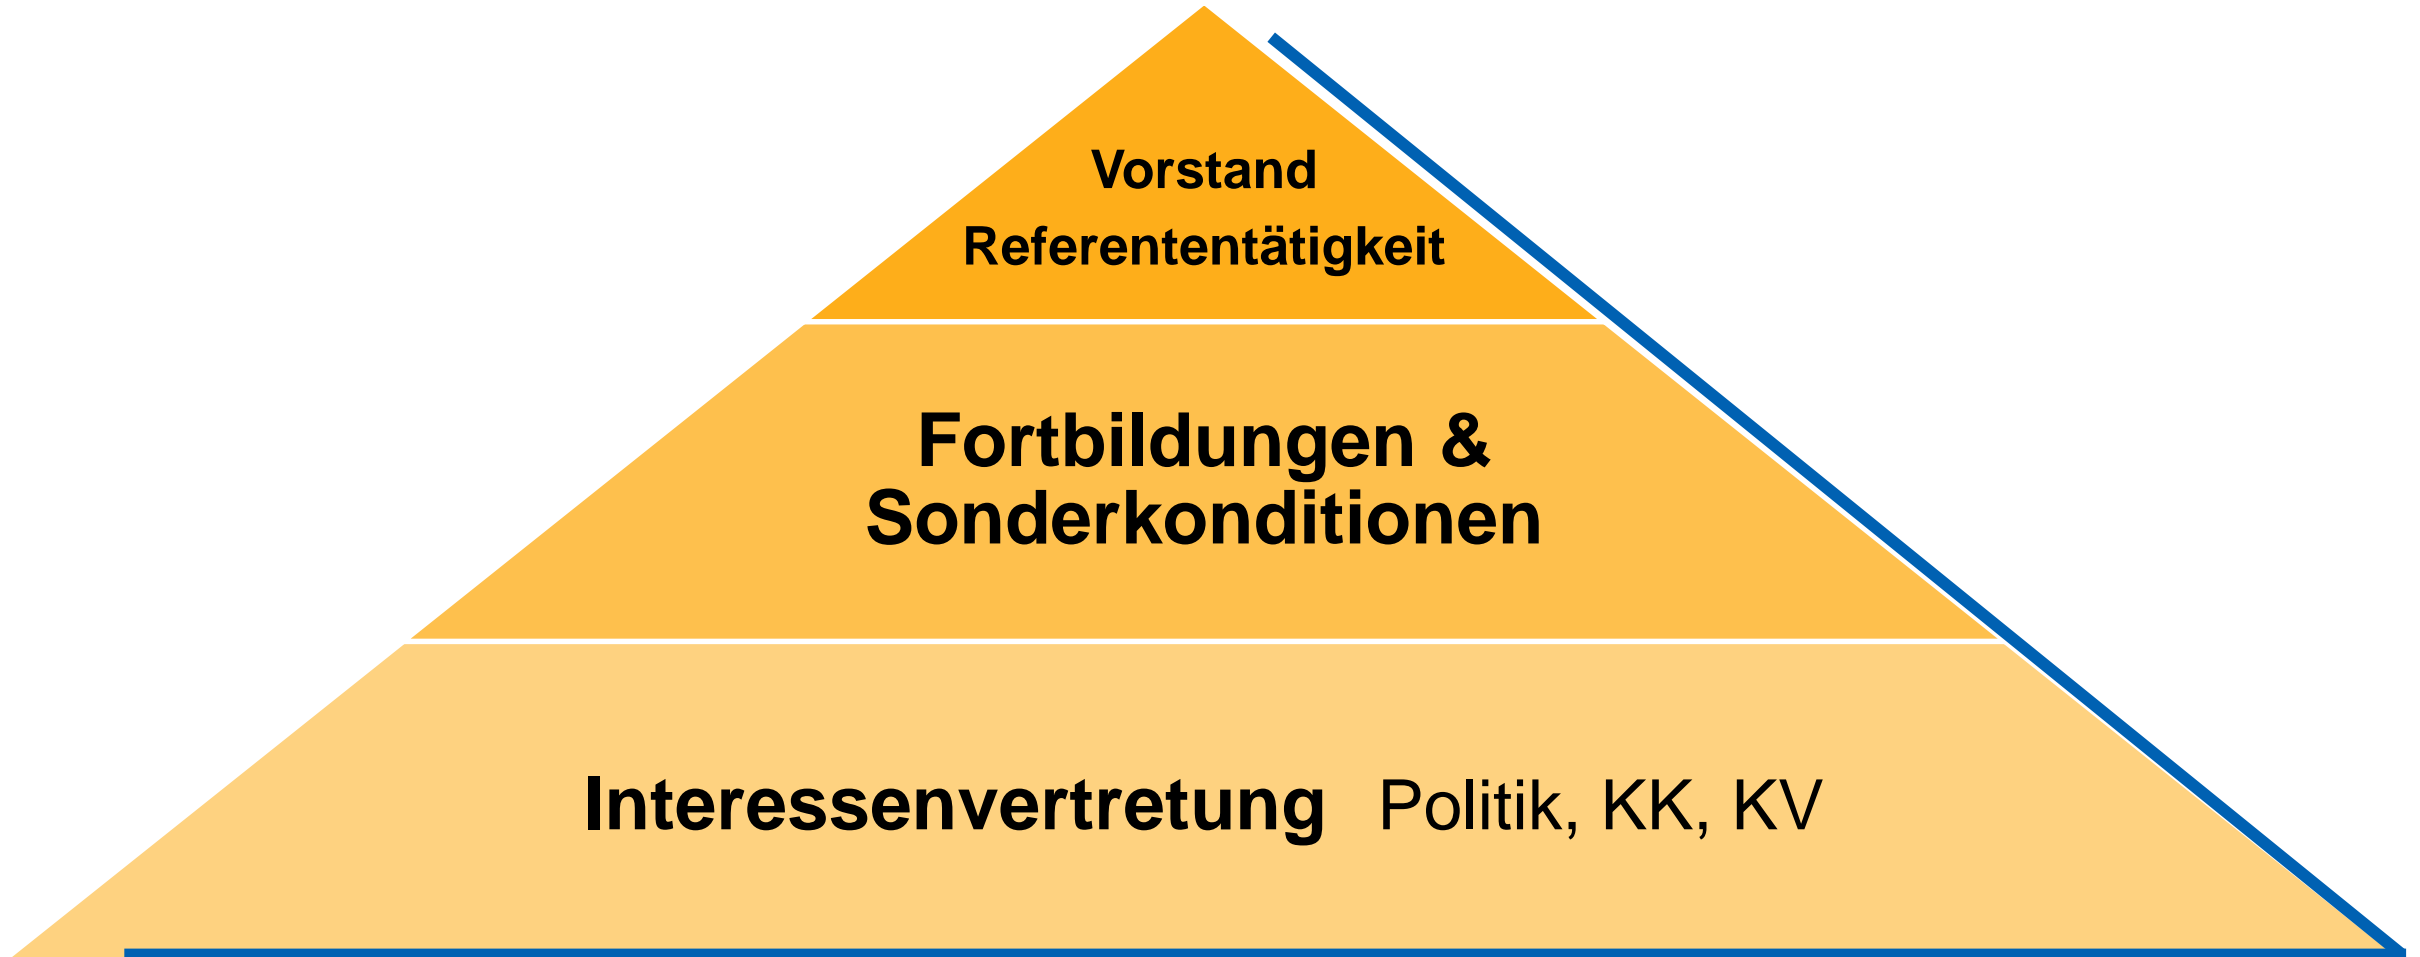 Vorstand
Referententätigkeit
Fortbildungen &
Sonderkonditionen
Interessenvertretung Politik, KK, KV